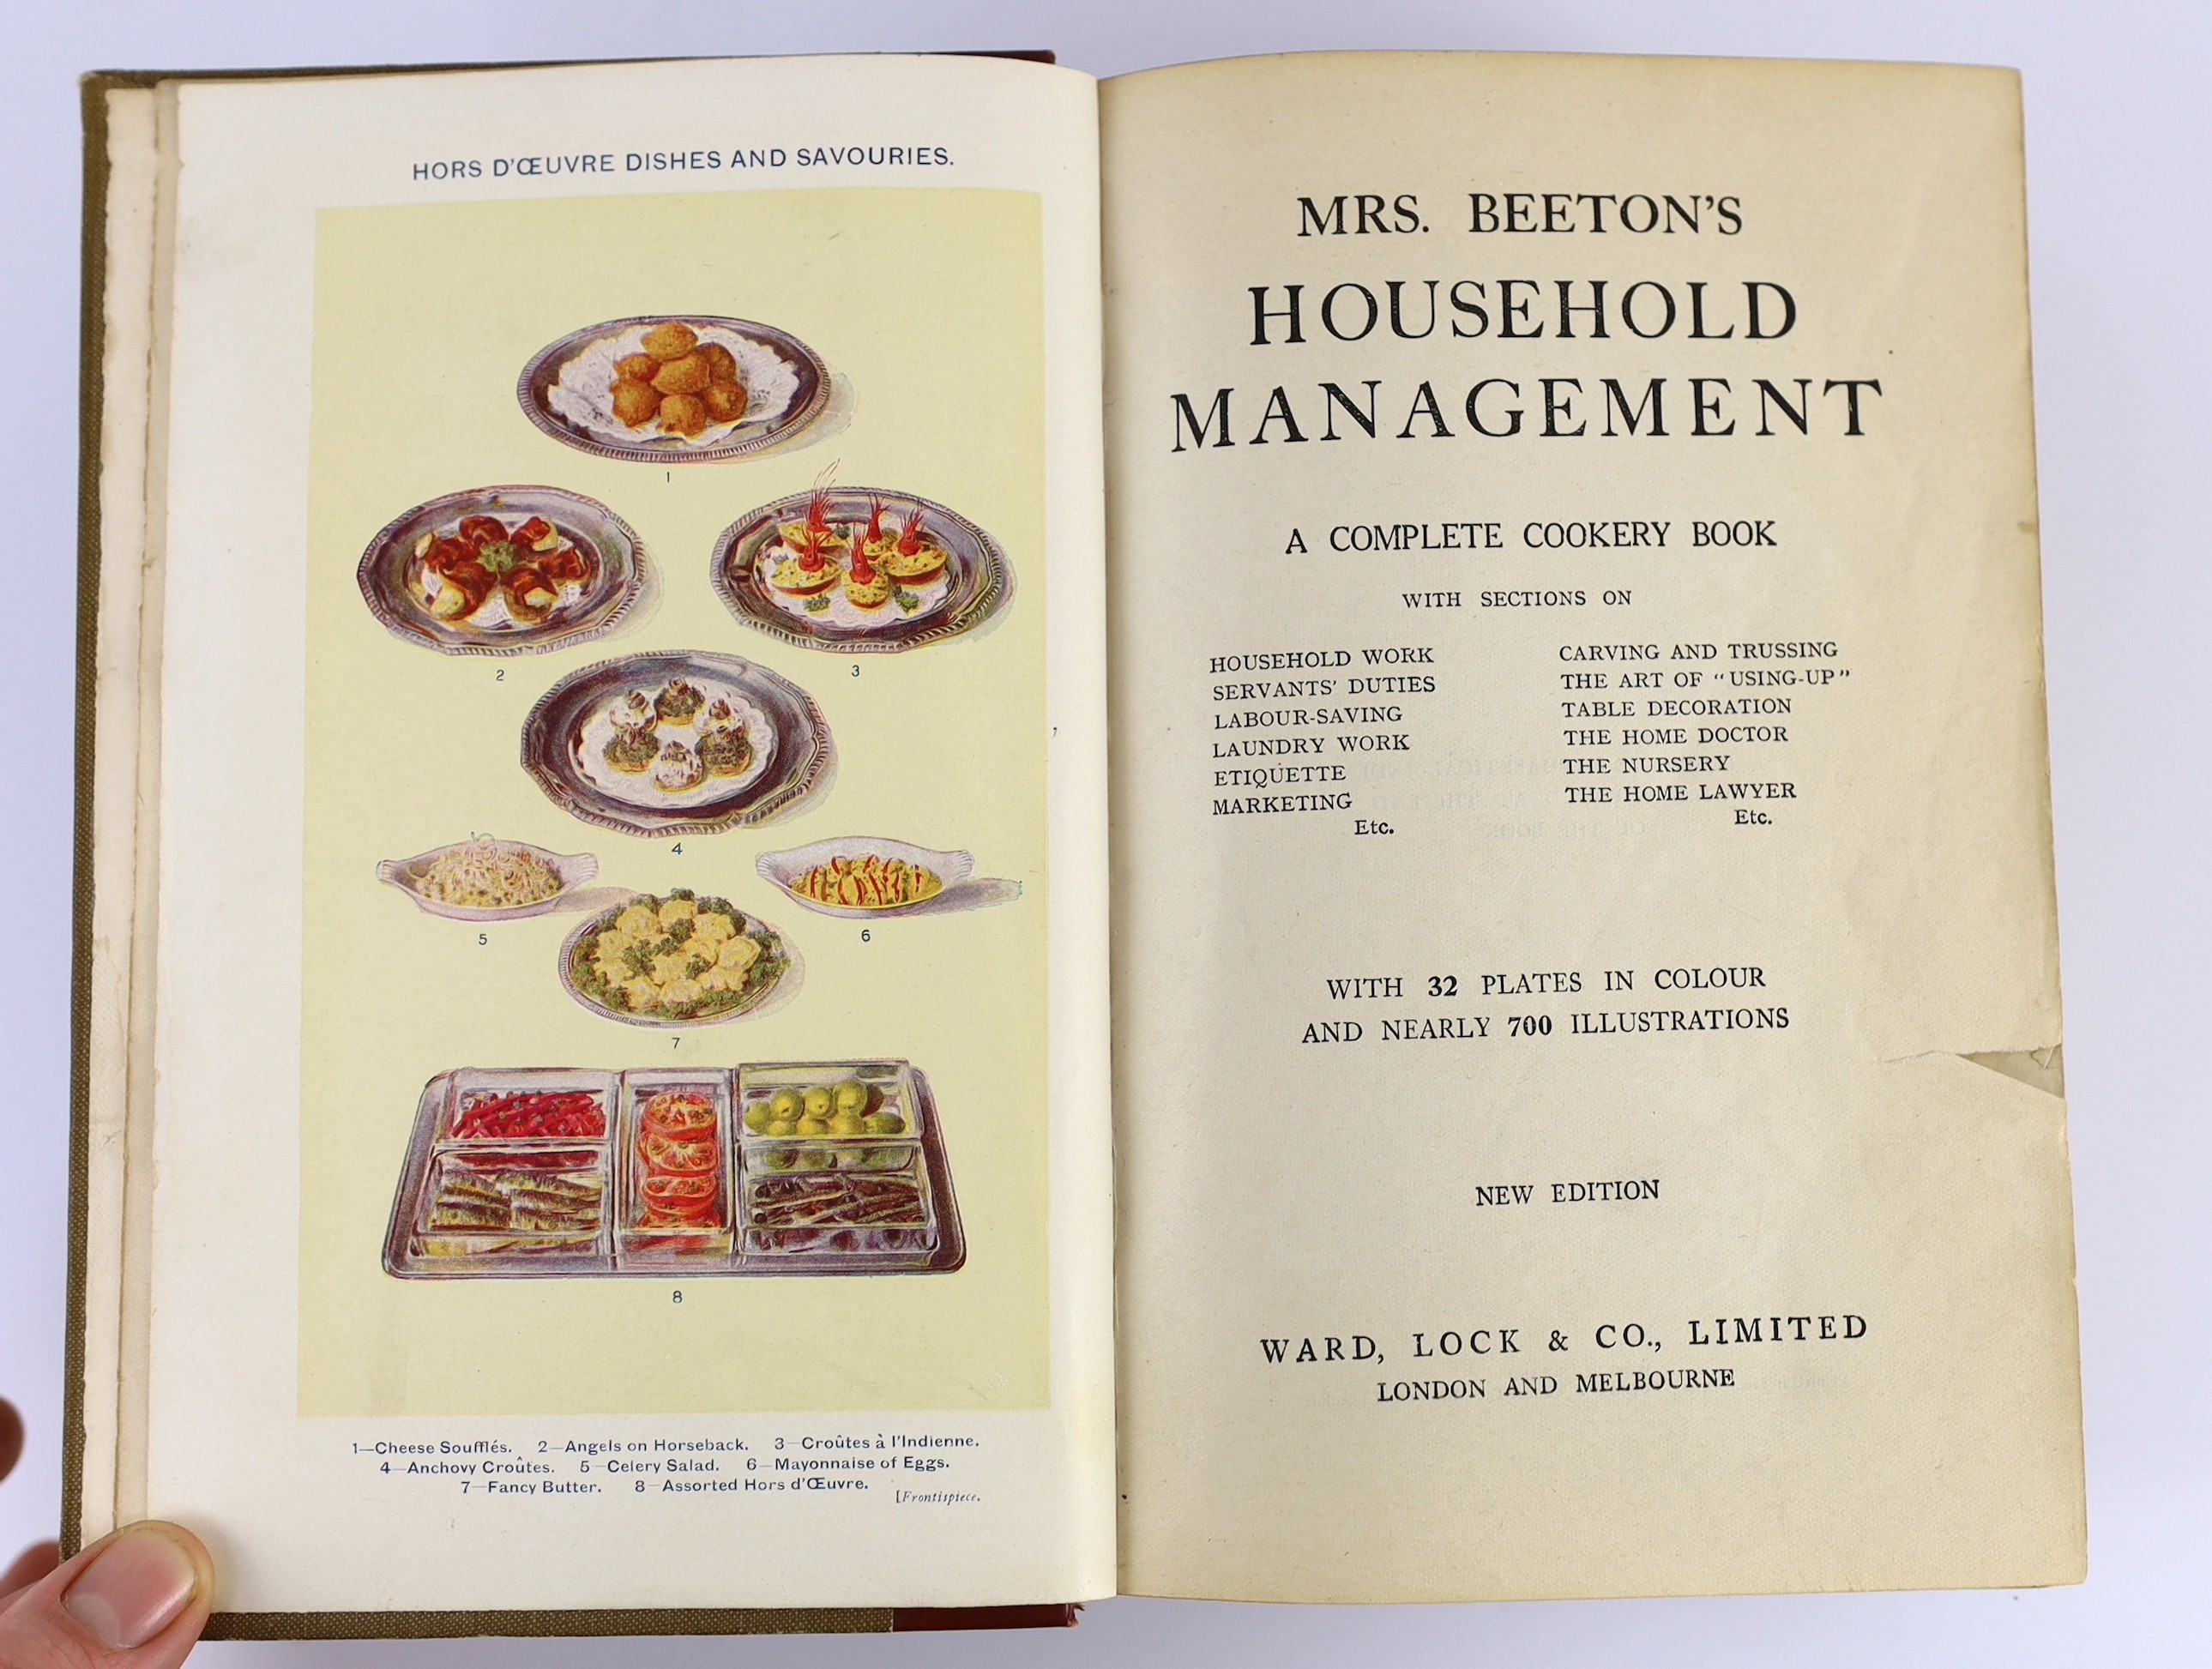 HORS D'ŒUVRE DISHES AND SAVOURIES.
1
2
3
4
5
6
7
8
1—Cheese Soufflés. 2—Angels on Horseback. 3—Croûtes à l'Indienne.
4—Anchovy Croûtes. 5—Celery Salad. 6—Mayonnaise of Eggs.
7—Fancy Butter. 8—Assorted Hors d'Œuvre.
[Frontispiece.
MRS. BEETON'S
HOUSEHOLD
MANAGEMENT
A COMPLETE COOKERY BOOK
WITH SECTIONS ON
HOUSEHOLD WORK
SERVANTS' DUTIES
LABOUR-SAVING
LAUNDRY WORK
ETIQUETTE
MARKETING
Etc.
CARVING AND TRUSSING
THE ART OF "USING-UP"
TABLE DECORATION
THE HOME DOCTOR
THE NURSERY
THE HOME LAWYER
Etc.
WITH 32 PLATES IN COLOUR
AND NEARLY 700 ILLUSTRATIONS
NEW EDITION
WARD, LOCK & CO., LIMITED
LONDON AND MELBOURNE